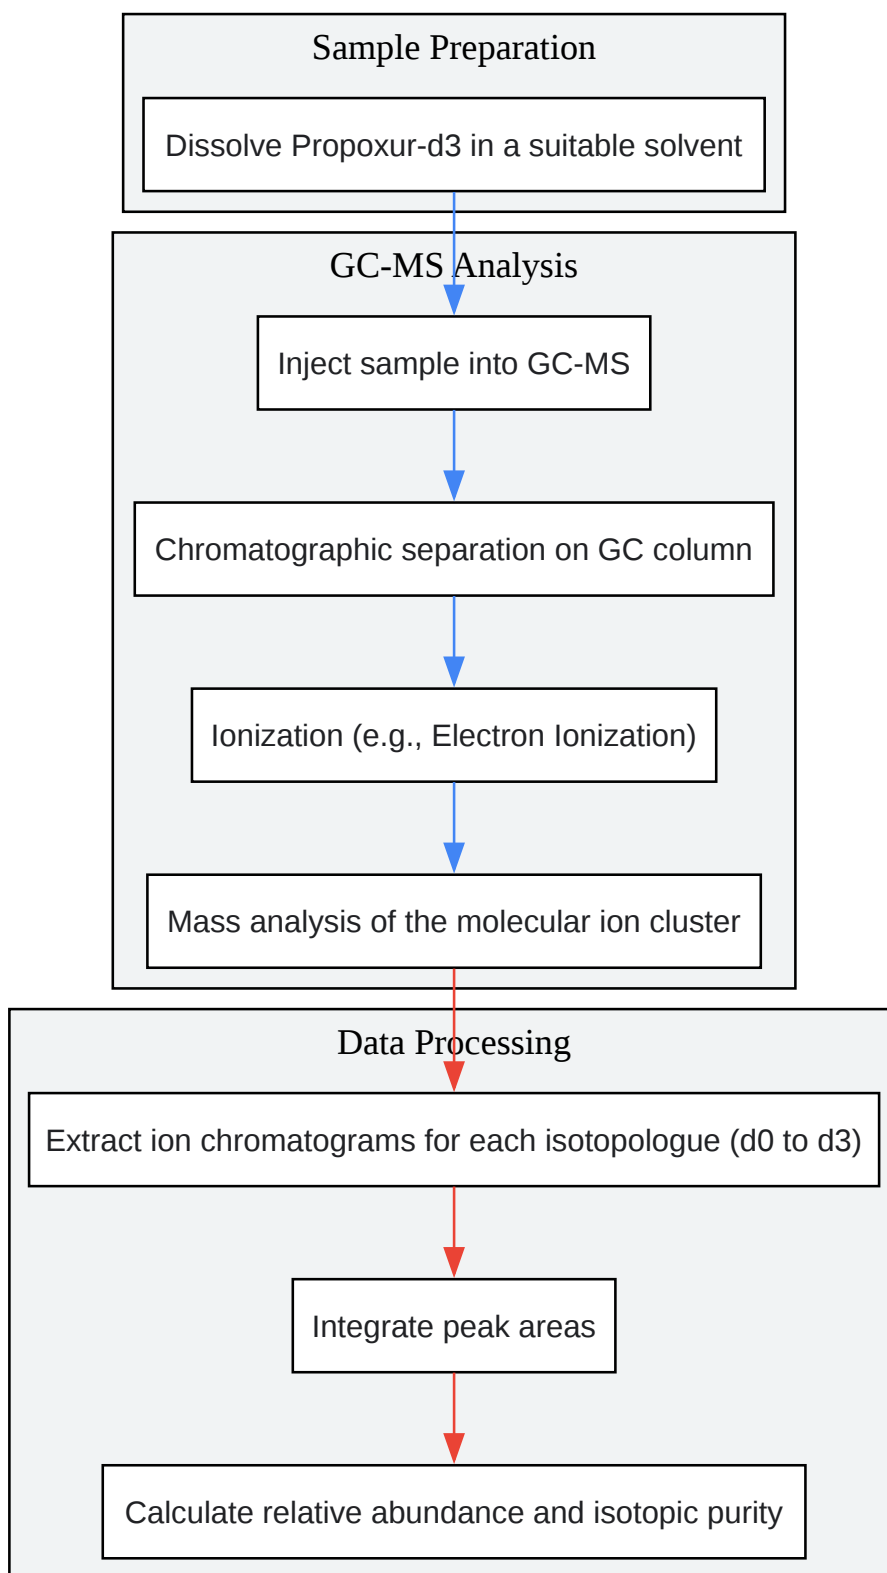 Sample Preparation
Dissolve Propoxur-d3 in a suitable solvent
GC-MS Analysis
Inject sample into GC-MS
Chromatographic separation on GC column
Ionization (e.g., Electron Ionization)
Mass analysis of the molecular ion cluster
Data Processing
Extract ion chromatograms for each isotopologue (d0 to d3)
Integrate peak areas
Calculate relative abundance and isotopic purity